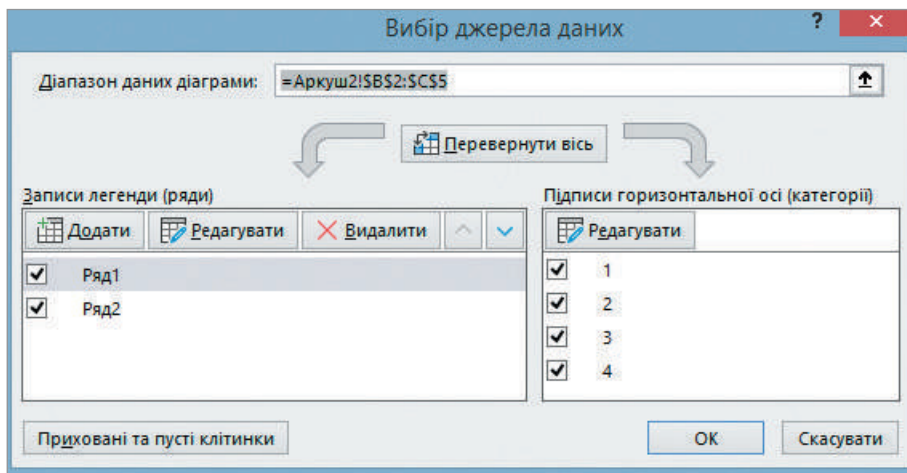 Вибір джерела даних ?
Діапазон даних діаграми: =Аркуш2!$B$2:$C$5
Перевернути вісь
Записи легенди (ряди)
Додати Редагувати Видалити
Ряд1
Ряд2
Підписи горизонтальної осі (категорії)
Редагувати
1
2
3
4
Приховані та пусті клітинки
ОК Скасувати